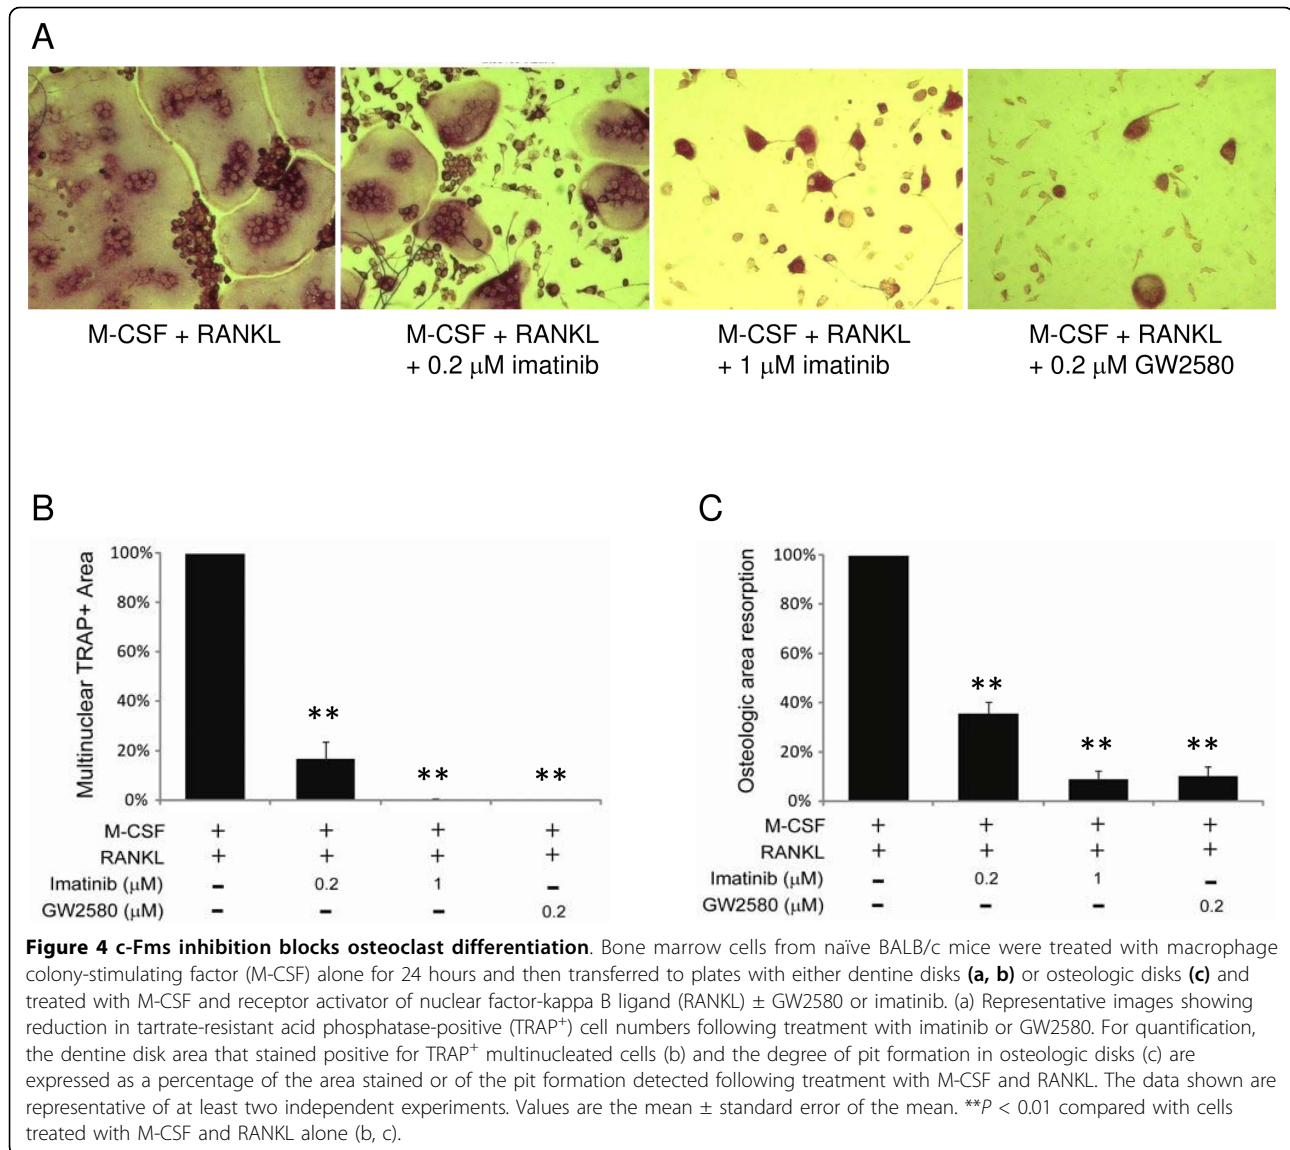 A
M-CSF + RANKL
M-CSF + RANKL
+ 0.2 μM imatinib
M-CSF + RANKL
+ 1 μM imatinib
M-CSF + RANKL
+ 0.2 μM GW2580
B
Multinuclear TRAP+ Area
100%
80%
60%
40%
20%
0%
**
**
**
M-CSF + + + +
RANKL + + + +
Imatinib (μM) - 0.2 1 -
GW2580 (μM) - - - 0.2
C
Osteologic area resorption
100%
80%
60%
40%
20%
0%
**
**
**
M-CSF + + + +
RANKL + + + +
Imatinib (μM) - 0.2 1 -
GW2580 (μM) - - - 0.2
Figure 4 c-Fms inhibition blocks osteoclast differentiation. Bone marrow cells from naïve BALB/c mice were treated with macrophage
colony-stimulating factor (M-CSF) alone for 24 hours and then transferred to plates with either dentine disks (a, b) or osteologic disks (c) and
treated with M-CSF and receptor activator of nuclear factor-kappa B ligand (RANKL) ± GW2580 or imatinib. (a) Representative images showing
reduction in tartrate-resistant acid phosphatase-positive (TRAP⁺) cell numbers following treatment with imatinib or GW2580. For quantification,
the dentine disk area that stained positive for TRAP⁺ multinucleated cells (b) and the degree of pit formation in osteologic disks (c) are
expressed as a percentage of the area stained or of the pit formation detected following treatment with M-CSF and RANKL. The data shown are
representative of at least two independent experiments. Values are the mean ± standard error of the mean. **P < 0.01 compared with cells
treated with M-CSF and RANKL alone (b, c).